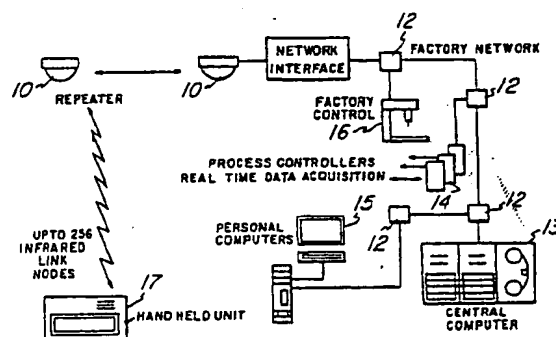 12
NETWORK
INTERFACE
FACTORY NETWORK
10
10
12
REPEATER
FACTORY
CONTROL
16
PROCESS CONTROLLERS
REAL TIME DATA ACQUISITION
14
15
12
12
13
PERSONAL
COMPUTERS
UPTO 256
INFRARED
LINK
NODES
17
HAND HELD UNIT
CENTRAL
COMPUTER